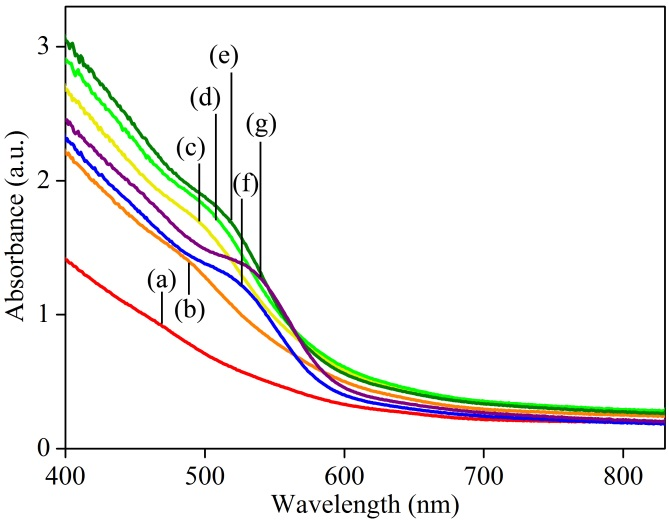 3
2
1
0
Absorbance (a.u.)
(a)
(b)
(c)
(d)
(e)
(f)
(g)
400 500 600 700 800
Wavelength (nm)